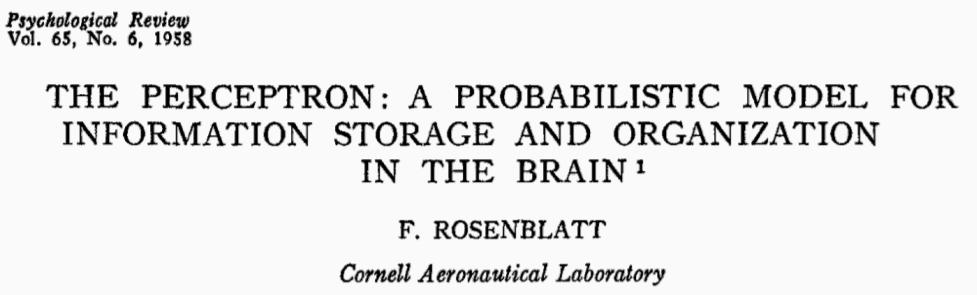 Psychological Review
Vol. 65, No. 6, 1958
THE PERCEPTRON: A PROBABILISTIC MODEL FOR
INFORMATION STORAGE AND ORGANIZATION
IN THE BRAIN ¹
F. ROSENBLATT
Cornell Aeronautical Laboratory